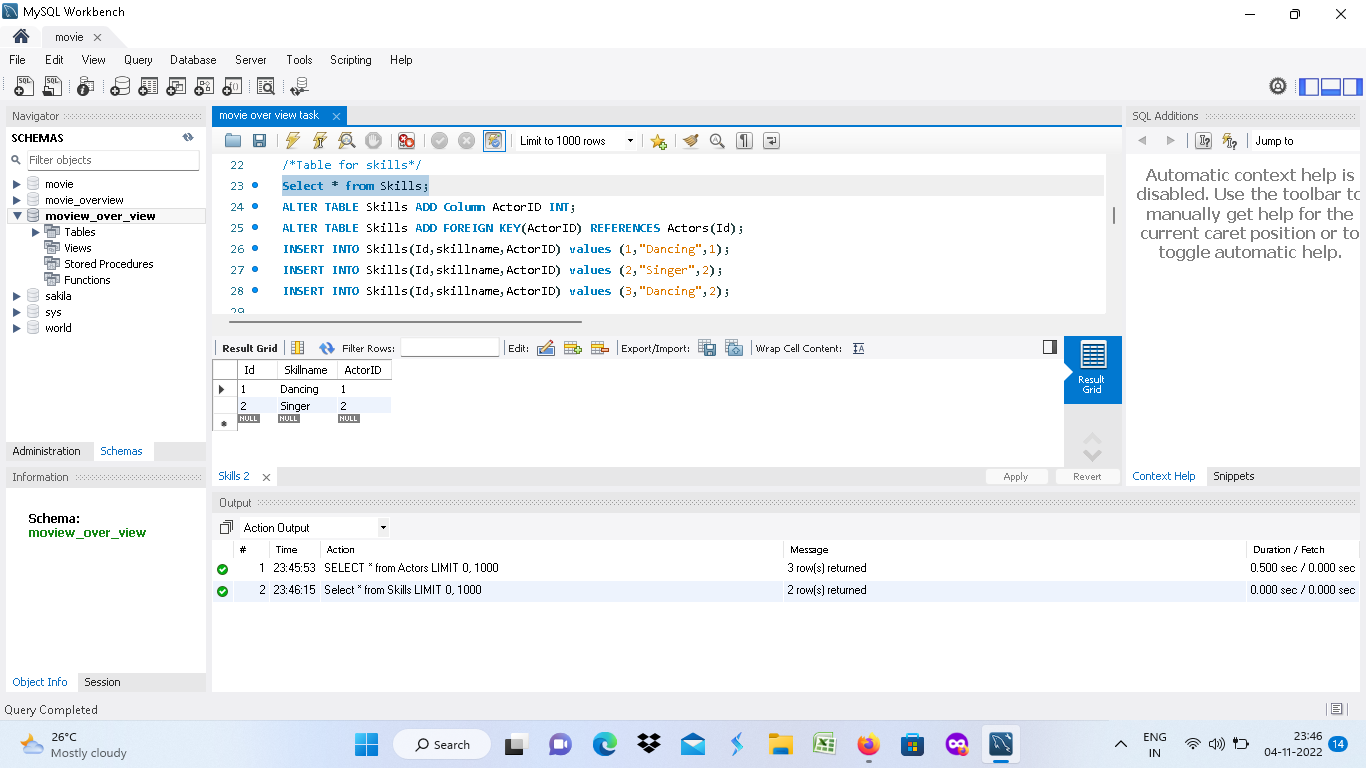 MySQL Workbench
movie
File Edit View Query Database Server Tools Scripting Help
Navigator
SCHEMAS
Filter objects
movie
movie_overview
moview_over_view
Tables
Views
Stored Procedures
Functions
sakila
sys
world
Administration Schemas
Information
Schema:
moview_over_view
Object Info Session
movie over view task
Limit to 1000 rows
22 /*Table for skills*/
23 Select * from Skills;
24 ALTER TABLE Skills ADD Column ActorID INT;
25 ALTER TABLE Skills ADD FOREIGN KEY(ActorID) REFERENCES Actors(Id);
26 INSERT INTO Skills(Id,skillname,ActorID) values (1,"Dancing",1);
27 INSERT INTO Skills(Id,skillname,ActorID) values (2,"Singer",2);
28 INSERT INTO Skills(Id,skillname,ActorID) values (3,"Dancing",2);
29
Result Grid Filter Rows: Edit: Export/Import: Wrap Cell Content:
Id Skillname ActorID
1 Dancing 1
2 Singer 2
NULL NULL NULL
Result
Grid
Skills 2 Apply Revert
SQL Additions
Jump to
Automatic context help is
disabled. Use the toolbar to
manually get help for the
current caret position or to
toggle automatic help.
Context Help Snippets
Output
Action Output
# Time Action Message Duration / Fetch
1 23:45:53 SELECT * from Actors LIMIT 0, 1000 3 row(s) returned 0.500 sec / 0.000 sec
2 23:46:15 Select * from Skills LIMIT 0, 1000 2 row(s) returned 0.000 sec / 0.000 sec
Query Completed
26°C
Mostly cloudy
Search
ENG
IN
23:46
04-11-2022
14